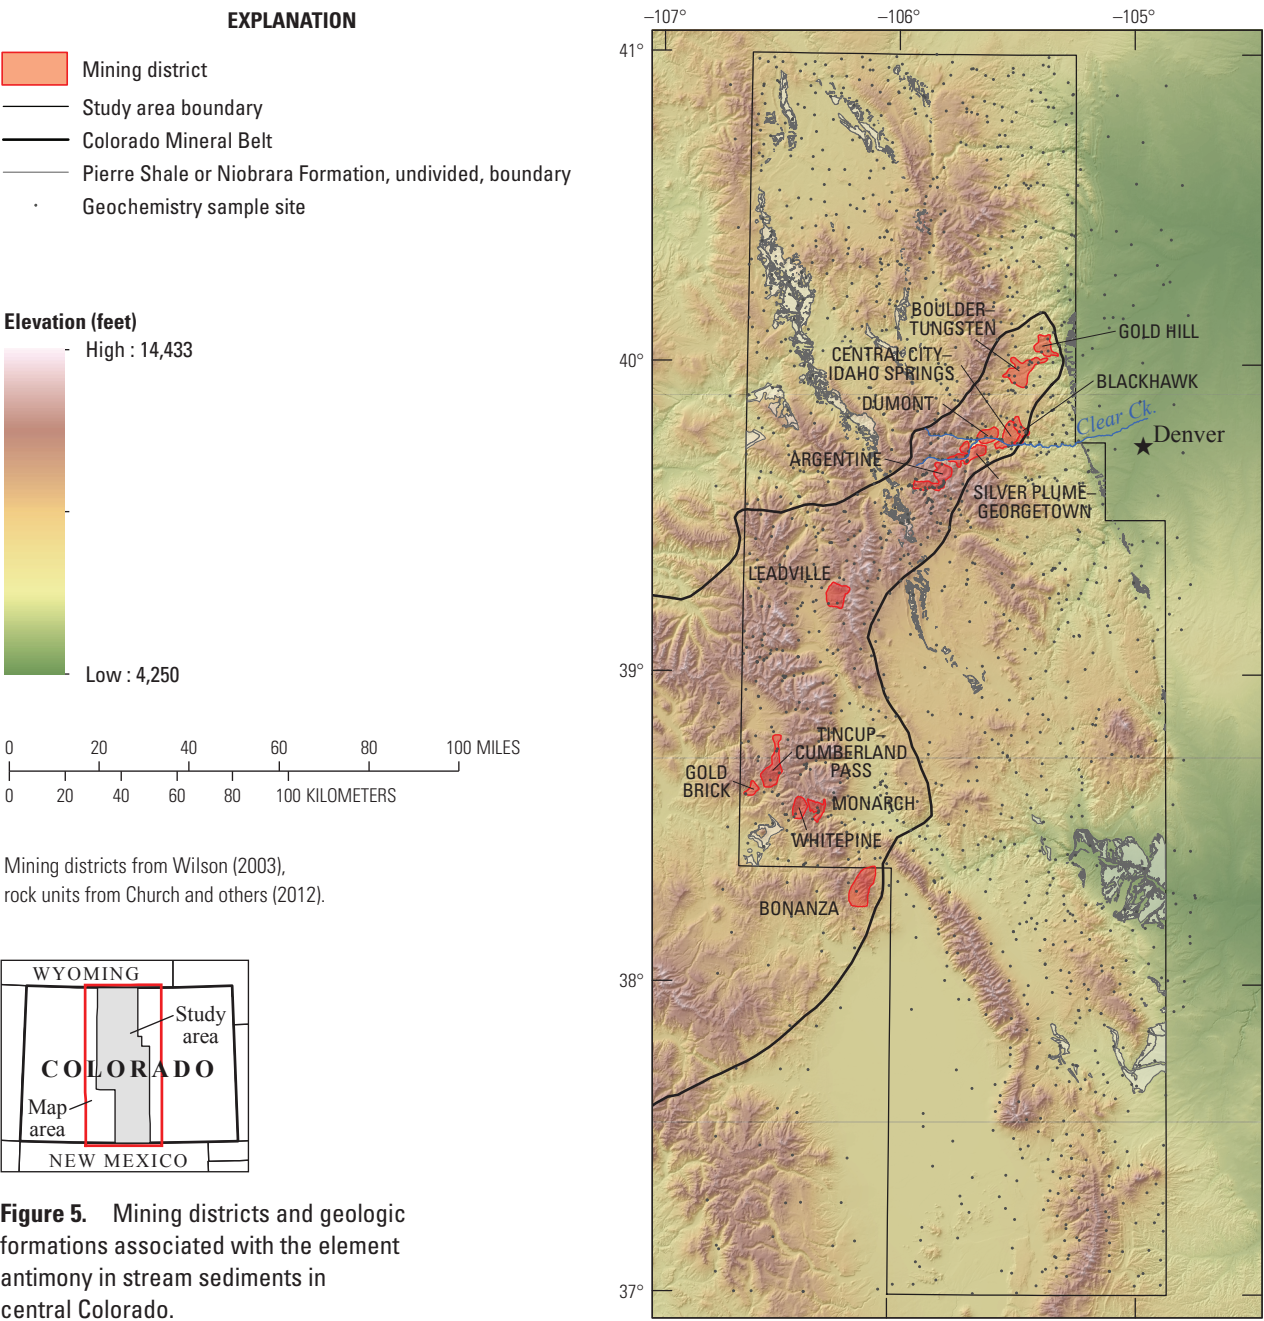 EXPLANATION
Mining district
Study area boundary
Colorado Mineral Belt
Pierre Shale or Niobrara Formation, undivided, boundary
Geochemistry sample site
Elevation (feet)
High : 14,433
Low : 4,250
0 20 40 60 80 100 MILES
0 20 40 60 80 100 KILOMETERS
Mining districts from Wilson (2003),
rock units from Church and others (2012).
WYOMING
Study
area
COLORADO
Map
area
NEW MEXICO
Figure 5. Mining districts and geologic
formations associated with the element
antimony in stream sediments in
central Colorado.
–107° –106° –105°
41°
40°
39°
38°
37°
BOULDER–
TUNGSTEN
GOLD HILL
CENTRAL CITY–
IDAHO SPRINGS
BLACKHAWK
DUMONT
Clear Ck.
Denver
ARGENTINE
SILVER PLUME–
GEORGETOWN
LEADVILLE
TINCUP–
CUMBERLAND
PASS
GOLD
BRICK
MONARCH
WHITEPINE
BONANZA